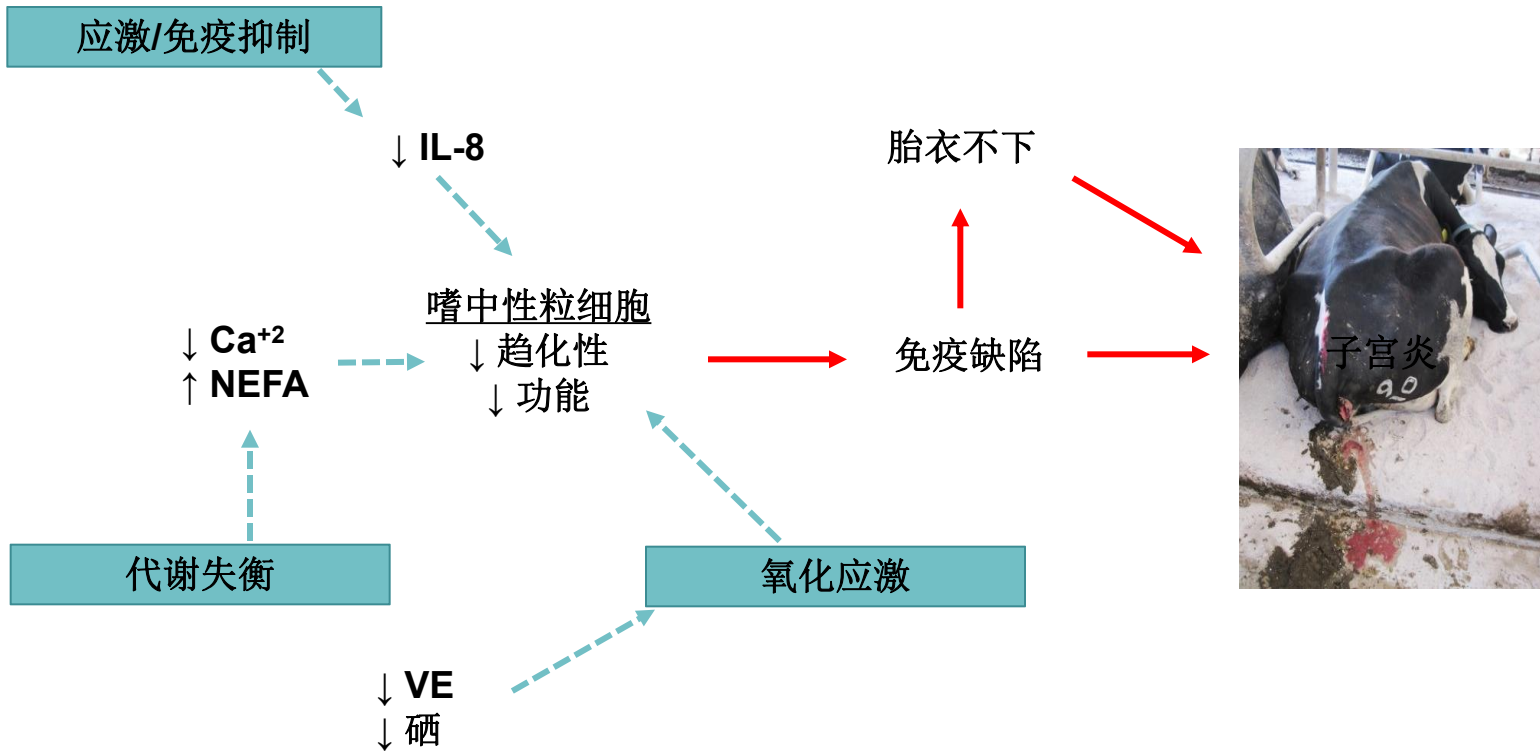 应激/免疫抑制
↓ IL-8
胎衣不下
嗜中性粒细胞
↓ 趋化性
↓ 功能
↓ Ca⁺²
↑ NEFA
免疫缺陷
子宫炎
90
代谢失衡
氧化应激
↓ VE
↓ 硒